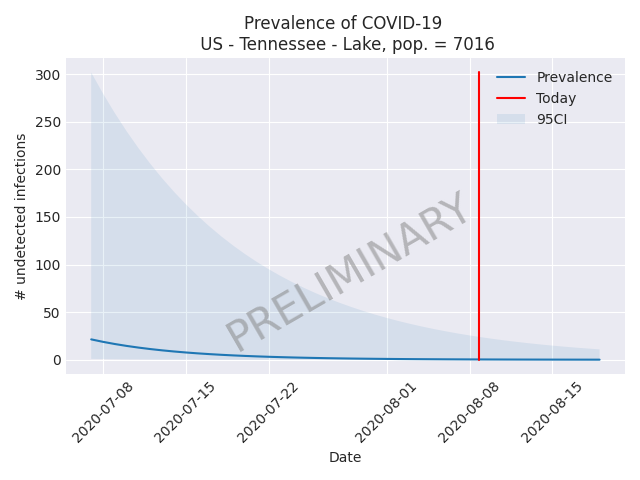 Prevalence of COVID-19
US - Tennessee - Lake, pop. = 7016
# undetected infections
300
250
200
150
100
50
0
Prevalence
Today
95CI
PRELIMINARY
2020-07-08
2020-07-15
2020-07-22
2020-08-01
2020-08-08
2020-08-15
Date